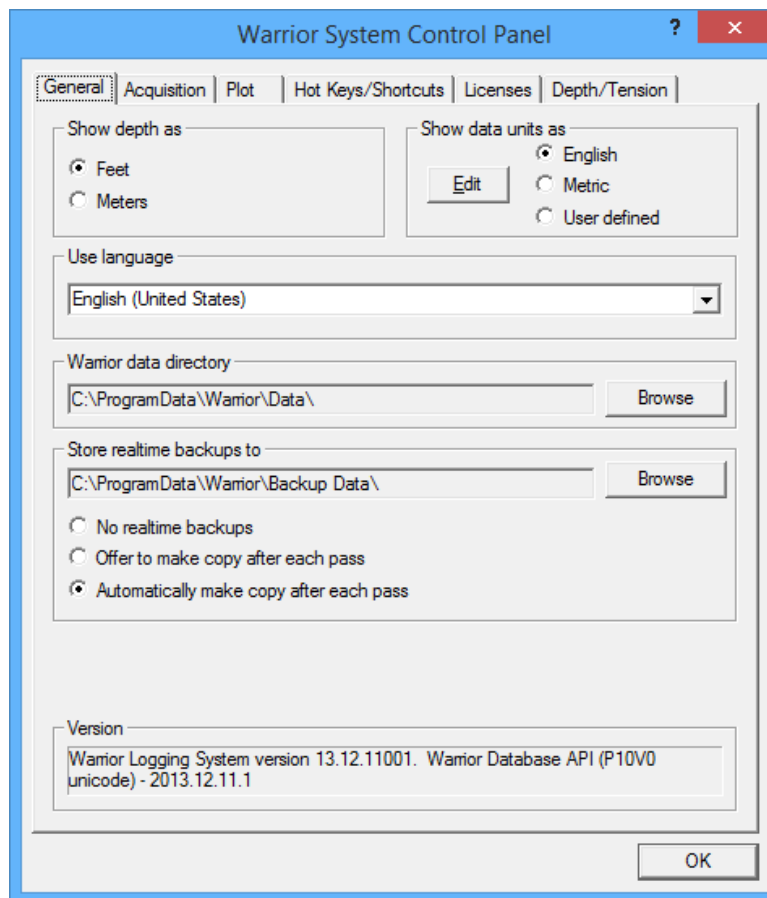 Warrior System Control Panel
?
General
Acquisition
Plot
Hot Keys/Shortcuts
Licenses
Depth/Tension
Show depth as
Feet
Meters
Show data units as
Edit
English
Metric
User defined
Use language
English (United States)
Warrior data directory
C:\ProgramData\Warrior\Data\
Browse
Store realtime backups to
C:\ProgramData\Warrior\Backup Data\
Browse
No realtime backups
Offer to make copy after each pass
Automatically make copy after each pass
Version
Warrior Logging System version 13.12.11001.  Warrior Database API (P10V0
unicode) - 2013.12.11.1
OK